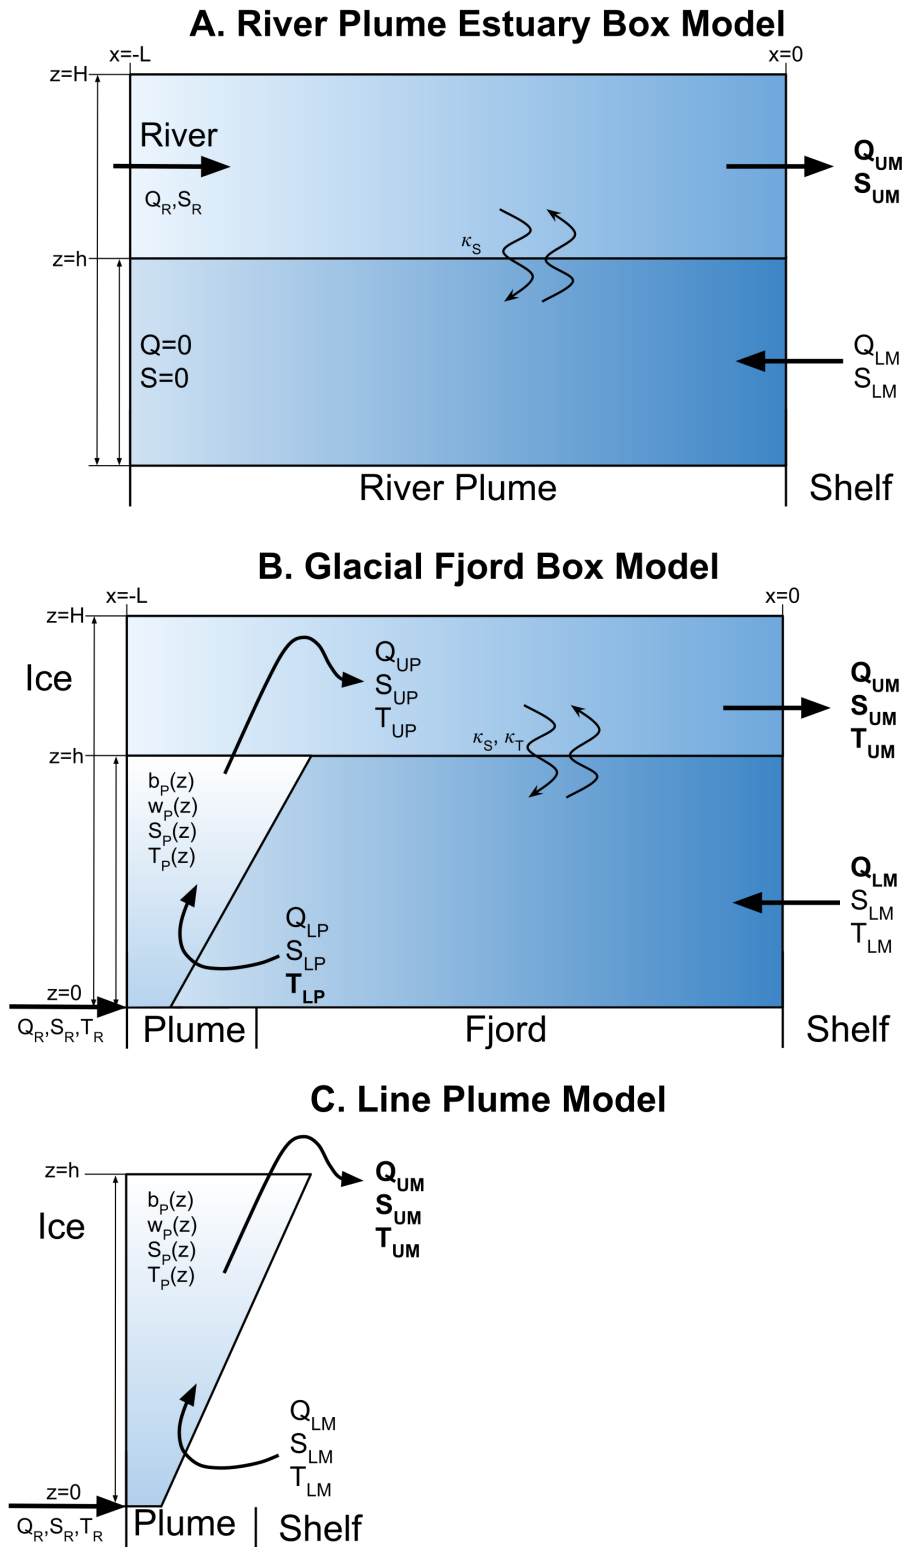 A. River Plume Estuary Box Model
x=-L
x=0
z=H
River
Q_R,S_R
Q_UM
S_UM
κ_S
z=h
Q=0
S=0
Q_LM
S_LM
River Plume
Shelf
B. Glacial Fjord Box Model
x=-L
x=0
z=H
Ice
Q_UP
S_UP
T_UP
Q_UM
S_UM
T_UM
κ_S, κ_T
z=h
b_P(z)
w_P(z)
S_P(z)
T_P(z)
Q_LP
S_LP
T_LP
Q_LM
S_LM
T_LM
z=0
Q_R,S_R,T_R
Plume
Fjord
Shelf
C. Line Plume Model
z=h
Ice
b_P(z)
w_P(z)
S_P(z)
T_P(z)
Q_UM
S_UM
T_UM
Q_LM
S_LM
T_LM
z=0
Q_R,S_R,T_R
Plume
Shelf